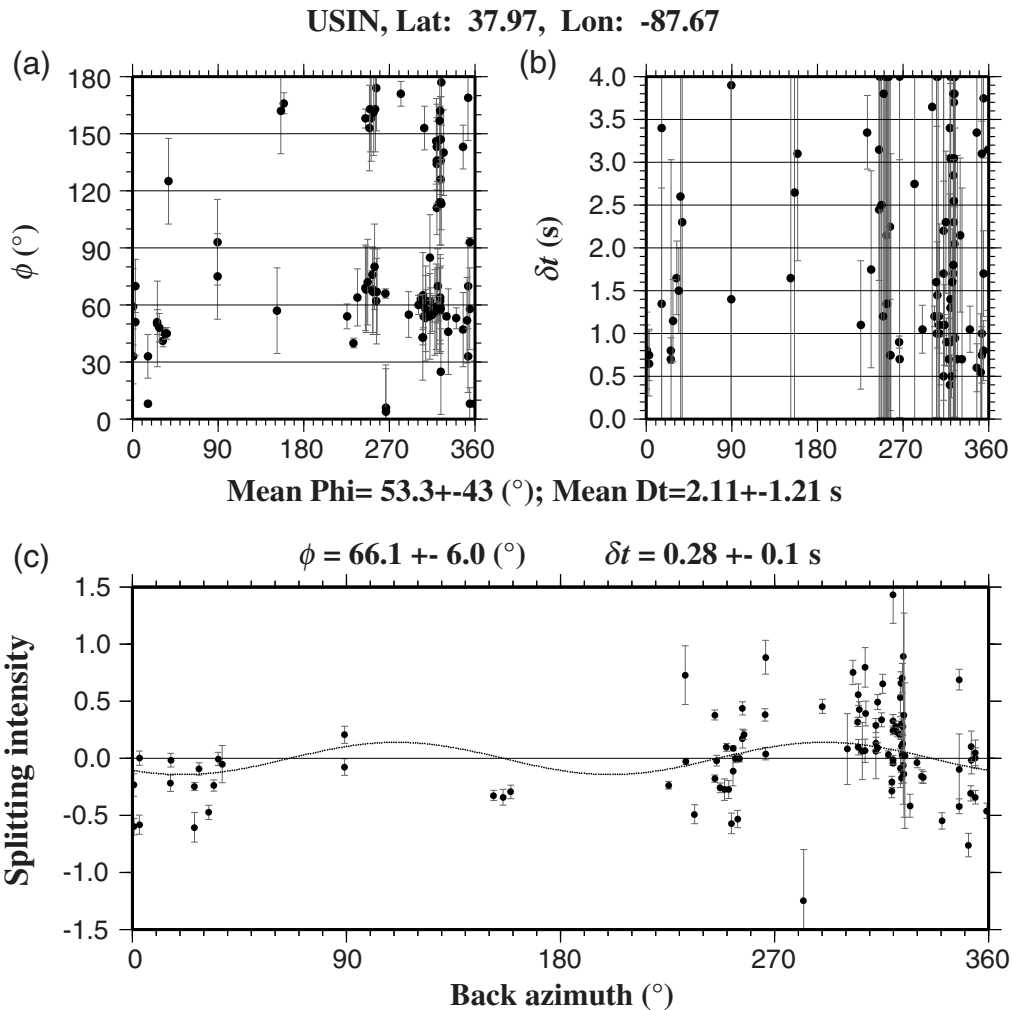 USIN, Lat: 37.97, Lon: -87.67
(a)
(b)
180
150
120
90
60
30
0
ϕ (°)
0 90 180 270 360
4.0
3.5
3.0
2.5
2.0
1.5
1.0
0.5
0.0
δt (s)
0 90 180 270 360
Mean Phi= 53.3+-43 (°); Mean Dt=2.11+-1.21 s
(c)
ϕ = 66.1 +- 6.0 (°) δt = 0.28 +- 0.1 s
1.5
1.0
0.5
0.0
-0.5
-1.0
-1.5
Splitting intensity
0 90 180 270 360
Back azimuth (°)